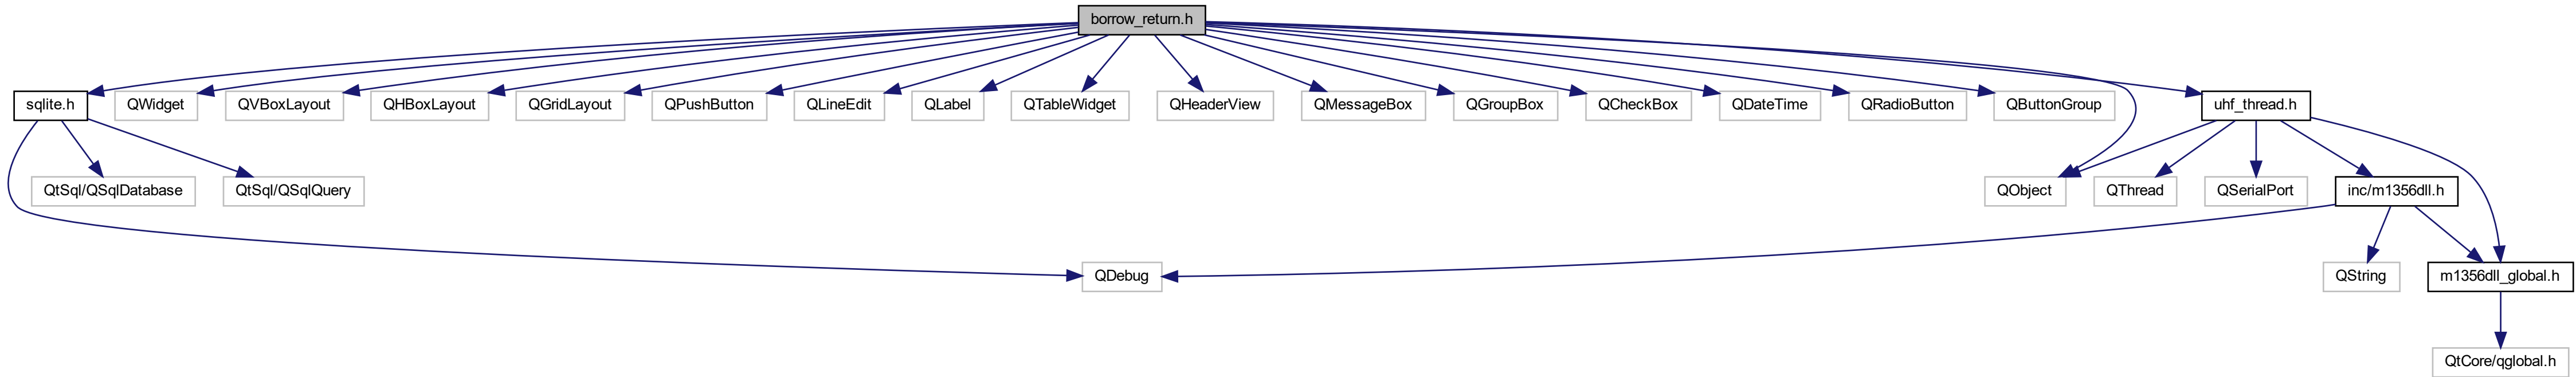 borrow_return.h
sqlite.h
QWidget
QVBoxLayout
QHBoxLayout
QGridLayout
QPushButton
QLineEdit
QLabel
QTableWidget
QHeaderView
QMessageBox
QGroupBox
QCheckBox
QDateTime
QRadioButton
QButtonGroup
uhf_thread.h
QtSql/QSqlDatabase
QtSql/QSqlQuery
QObject
QThread
QSerialPort
inc/m1356dll.h
QDebug
QString
m1356dll_global.h
QtCore/qglobal.h